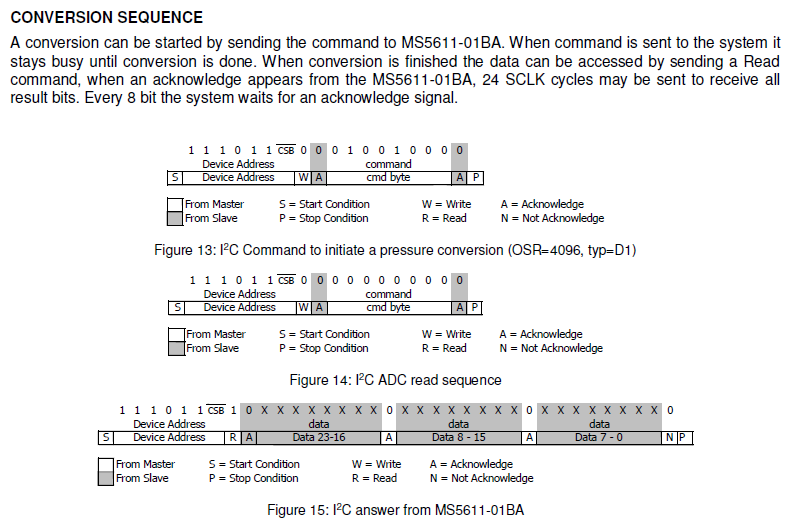 CONVERSION SEQUENCE
A conversion can be started by sending the command to MS5611-01BA. When command is sent to the system it
stays busy until conversion is done. When conversion is finished the data can be accessed by sending a Read
command, when an acknowledge appears from the MS5611-01BA, 24 SCLK cycles may be sent to receive all
result bits. Every 8 bit the system waits for an acknowledge signal.
1 1 1 0 1 1 CSB 0 0 0 1 0 0 1 0 0 0 0
Device Address command
S Device Address W A cmd byte A P
From Master S = Start Condition W = Write A = Acknowledge
From Slave P = Stop Condition R = Read N = Not Acknowledge
Figure 13: I²C Command to initiate a pressure conversion (OSR=4096, typ=D1)
1 1 1 0 1 1 CSB 0 0 0 0 0 0 0 0 0 0 0
Device Address command
S Device Address W A cmd byte A P
From Master S = Start Condition W = Write A = Acknowledge
From Slave P = Stop Condition R = Read N = Not Acknowledge
Figure 14: I²C ADC read sequence
1 1 1 0 1 1 CSB 1 0 X X X X X X X X 0 X X X X X X X X 0 X X X X X X X X 0
Device Address data data data
S Device Address R A Data 23-16 A Data 8 - 15 A Data 7 - 0 N P
From Master S = Start Condition W = Write A = Acknowledge
From Slave P = Stop Condition R = Read N = Not Acknowledge
Figure 15: I²C answer from MS5611-01BA